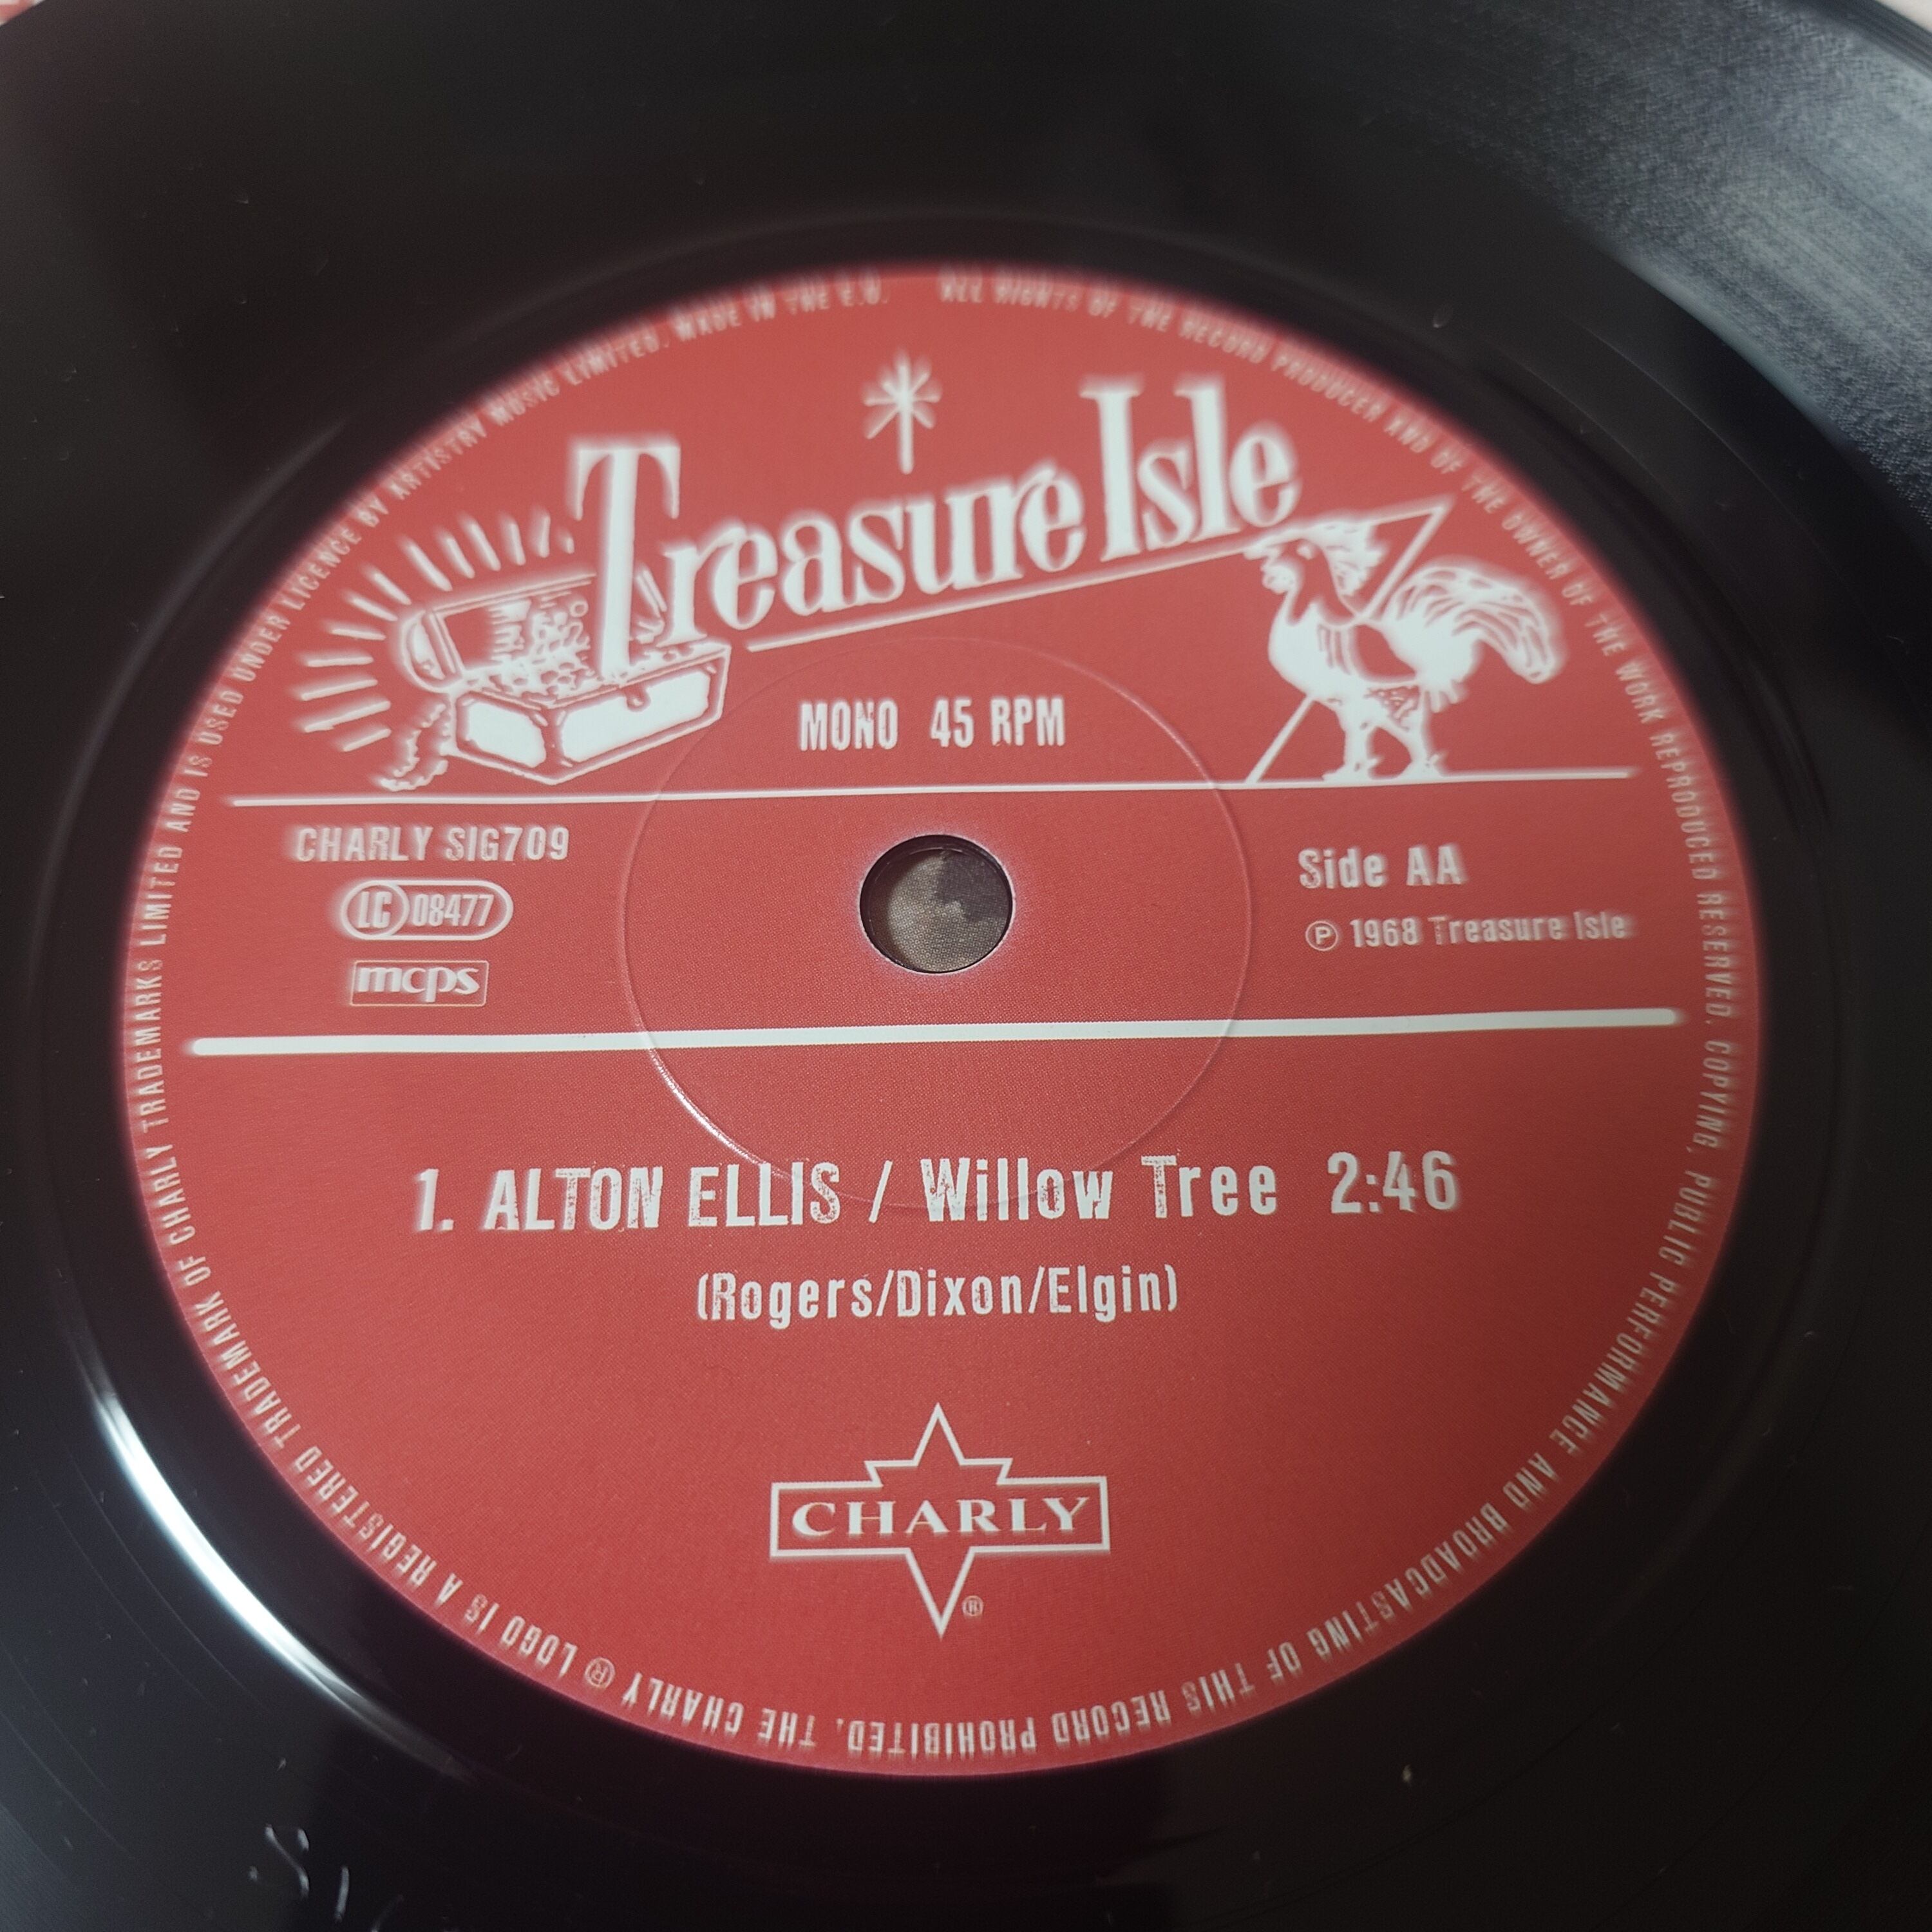 Treasure Isle
MONO 45 RPM
CHARLY SIG709
LC 08477
mcps
Side AA
℗ 1968 Treasure Isle
1. ALTON ELLIS / Willow Tree 2:46
(Rogers/Dixon/Elgin)
CHARLY
®
ALL RIGHTS OF THE RECORD PRODUCER AND OF THE OWNER OF THE WORK REPRODUCED RESERVED. COPYING, PUBLIC PERFORMANCE AND BROADCASTING OF THIS RECORD PROHIBITED. THE CHARLY ® LOGO IS A REGISTERED TRADEMARK OF CHARLY TRADEMARKS LIMITED AND IS USED UNDER LICENCE BY ARTISTRY MUSIC LIMITED. MADE IN THE E.U.